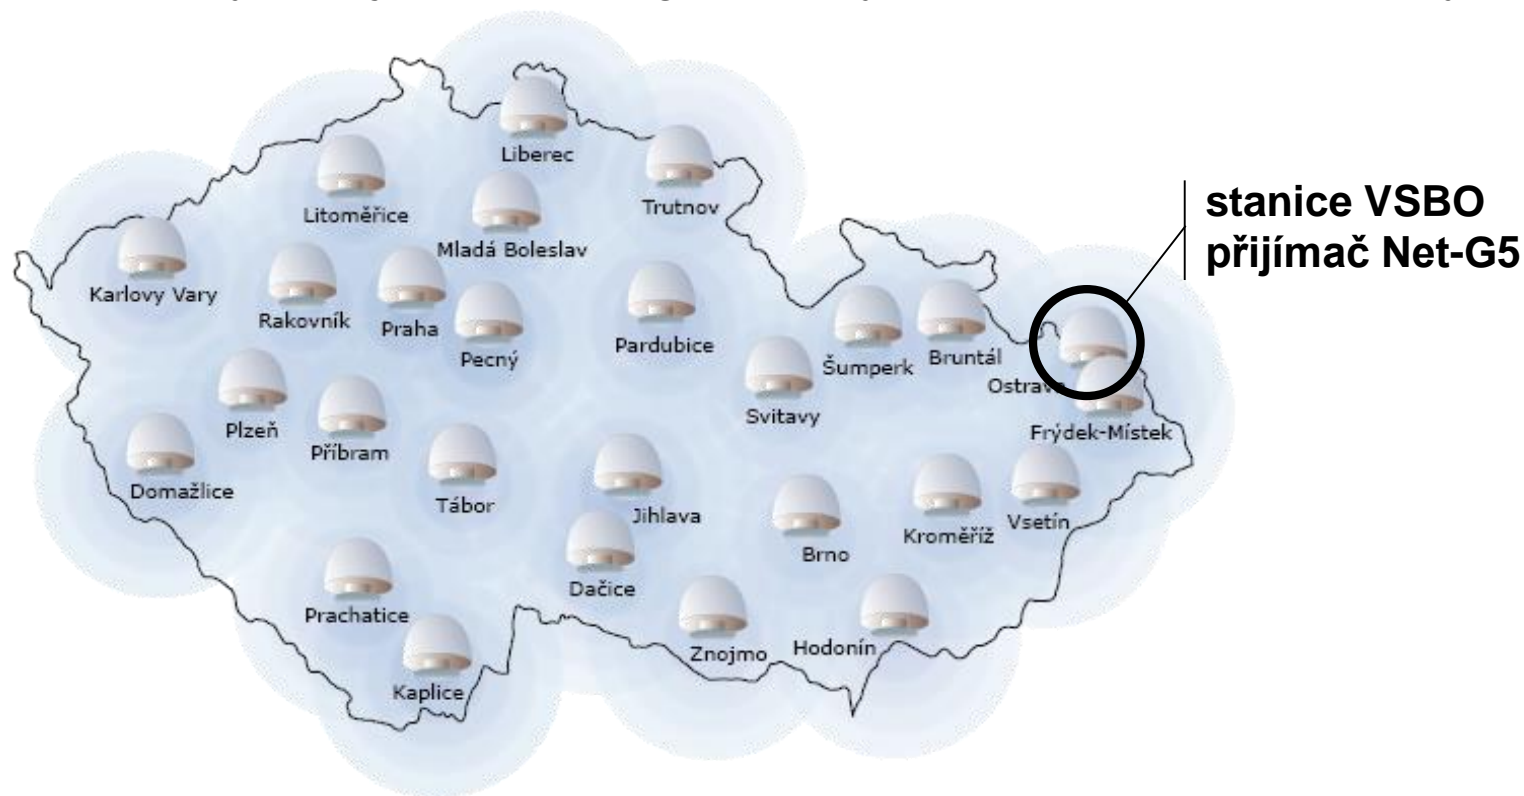 Liberec
Litoměřice
Trutnov
Mladá Boleslav
Karlovy Vary
Rakovník
Praha
Pecný
Pardubice
Šumperk
Bruntál
Ostrava
stanice VSBO
přijímač Net-G5
Svitavy
Frýdek-Místek
Plzeň
Příbram
Domažlice
Tábor
Jihlava
Brno
Kroměříž
Vsetín
Dačice
Prachatice
Znojmo
Hodonín
Kaplice